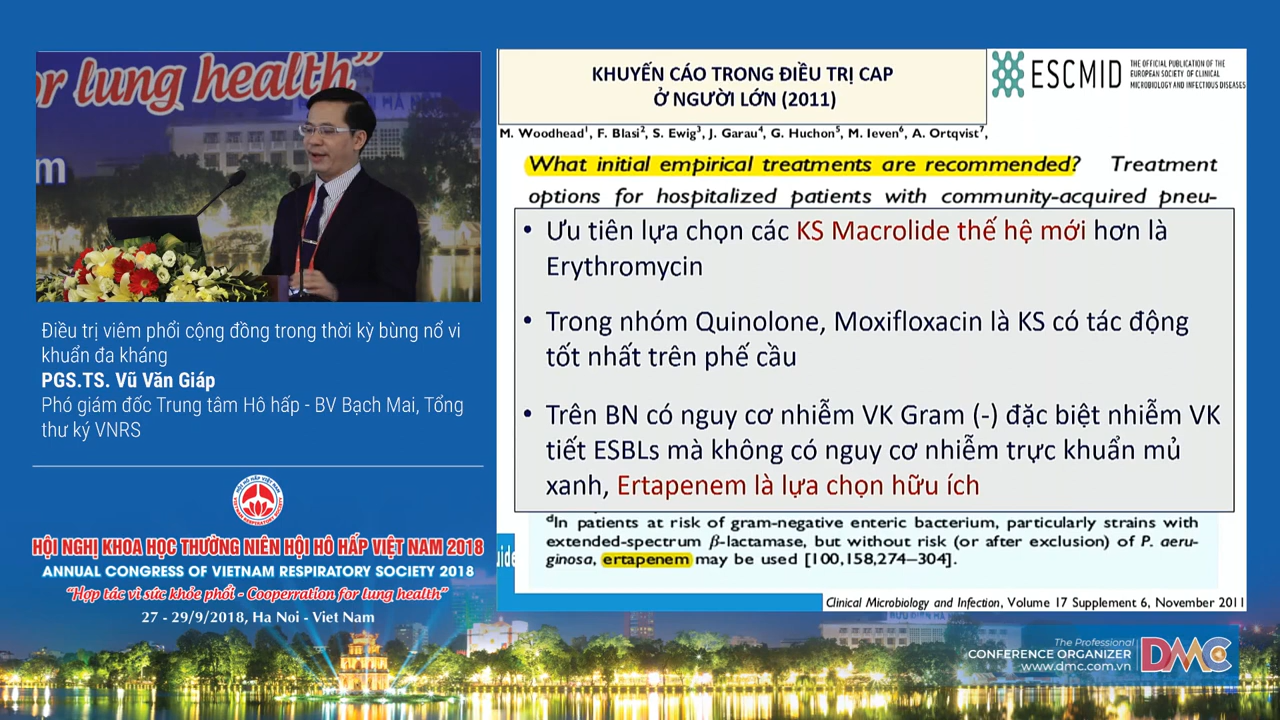 or lung health”
m
Điều trị viêm phổi cộng đồng trong thời kỳ bùng nổ vi
khuẩn đa kháng
PGS.TS. Vũ Văn Giáp
Phó giám đốc Trung tâm Hô hấp - BV Bạch Mai, Tổng
thư ký VNRS
HỘI NGHỊ KHOA HỌC THƯỜNG NIÊN HỘI HÔ HẤP VIỆT NAM 2018
ANNUAL CONGRESS OF VIETNAM RESPIRATORY SOCIETY 2018
“Hợp tác vì sức khỏe phổi - Cooperration for lung health”
27 - 29/9/2018, Ha Noi - Viet Nam
KHUYẾN CÁO TRONG ĐIỀU TRỊ CAP
Ở NGƯỜI LỚN (2011)
ESCMID
THE OFFICIAL PUBLICATION OF THE
EUROPEAN SOCIETY OF CLINICAL
MICROBIOLOGY AND INFECTIOUS DISEASES
M. Woodhead1, F. Blasi2, S. Ewig3, J. Garau4, G. Huchon5, M. Ieven6, A. Ortqvist7,
What initial empirical treatments are recommended? Treatment
options for hospitalized patients with community-acquired pneu-
• Ưu tiên lựa chọn các KS Macrolide thế hệ mới hơn là
Erythromycin
• Trong nhóm Quinolone, Moxifloxacin là KS có tác động
tốt nhất trên phế cầu
• Trên BN có nguy cơ nhiễm VK Gram (-) đặc biệt nhiễm VK
tiết ESBLs mà không có nguy cơ nhiễm trực khuẩn mủ
xanh, Ertapenem là lựa chọn hữu ích
dIn patients at risk of gram-negative enteric bacterium, particularly strains with
extended-spectrum β-lactamase, but without risk (or after exclusion) of P. aeru-
ginosa, ertapenem may be used [100,158,274–304].
uide
Clinical Microbiology and Infection, Volume 17 Supplement 6, November 2011
The Professional
CONFERENCE ORGANIZER
www.dmc.com.vn
DMC